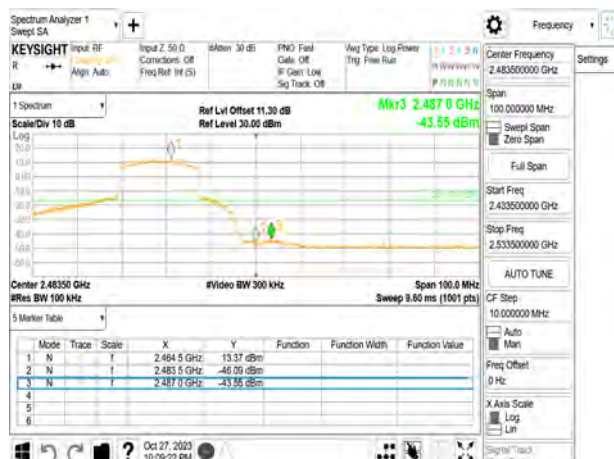 Spectrum Analyzer 1
Swept SA
+
Frequency
Settings
KEYSIGHT
Input: RF
Input Z: 50 Ω
#Atten: 30 dB
PNO: Fast
Avg Type: Log-Power
R
Align: Auto
Corrections: Off
Freq Ref: Int (S)
Gate: Off
IF Gain: Low
Sig Track: Off
Trig: Free Run
P N N N N N
Center Frequency
2.483500000 GHz
Span
100.000000 MHz
Swept Span
Zero Span
Full Span
Start Freq
2.433500000 GHz
Stop Freq
2.533500000 GHz
AUTO TUNE
CF Step
10.000000 MHz
Auto
Man
Freq Offset
0 Hz
X Axis Scale
Log
Lin
Signal Track
1 Spectrum
Scale/Div 10 dB
Log
Ref Lvl Offset 11.30 dB
Ref Level 30.00 dBm
Mkr3 2.487 0 GHz
-43.55 dBm
Center 2.48350 GHz
#Res BW 100 kHz
#Video BW 300 kHz
Span 100.0 MHz
Sweep 9.60 ms (1001 pts)
5 Marker Table
Mode Trace Scale X Y Function Function Width Function Value
1 N f 2.464 5 GHz 13.37 dBm
2 N f 2.483 5 GHz -46.09 dBm
3 N f 2.487 0 GHz -43.55 dBm
4
5
6
?
Oct 27, 2023
10:09:22 PM